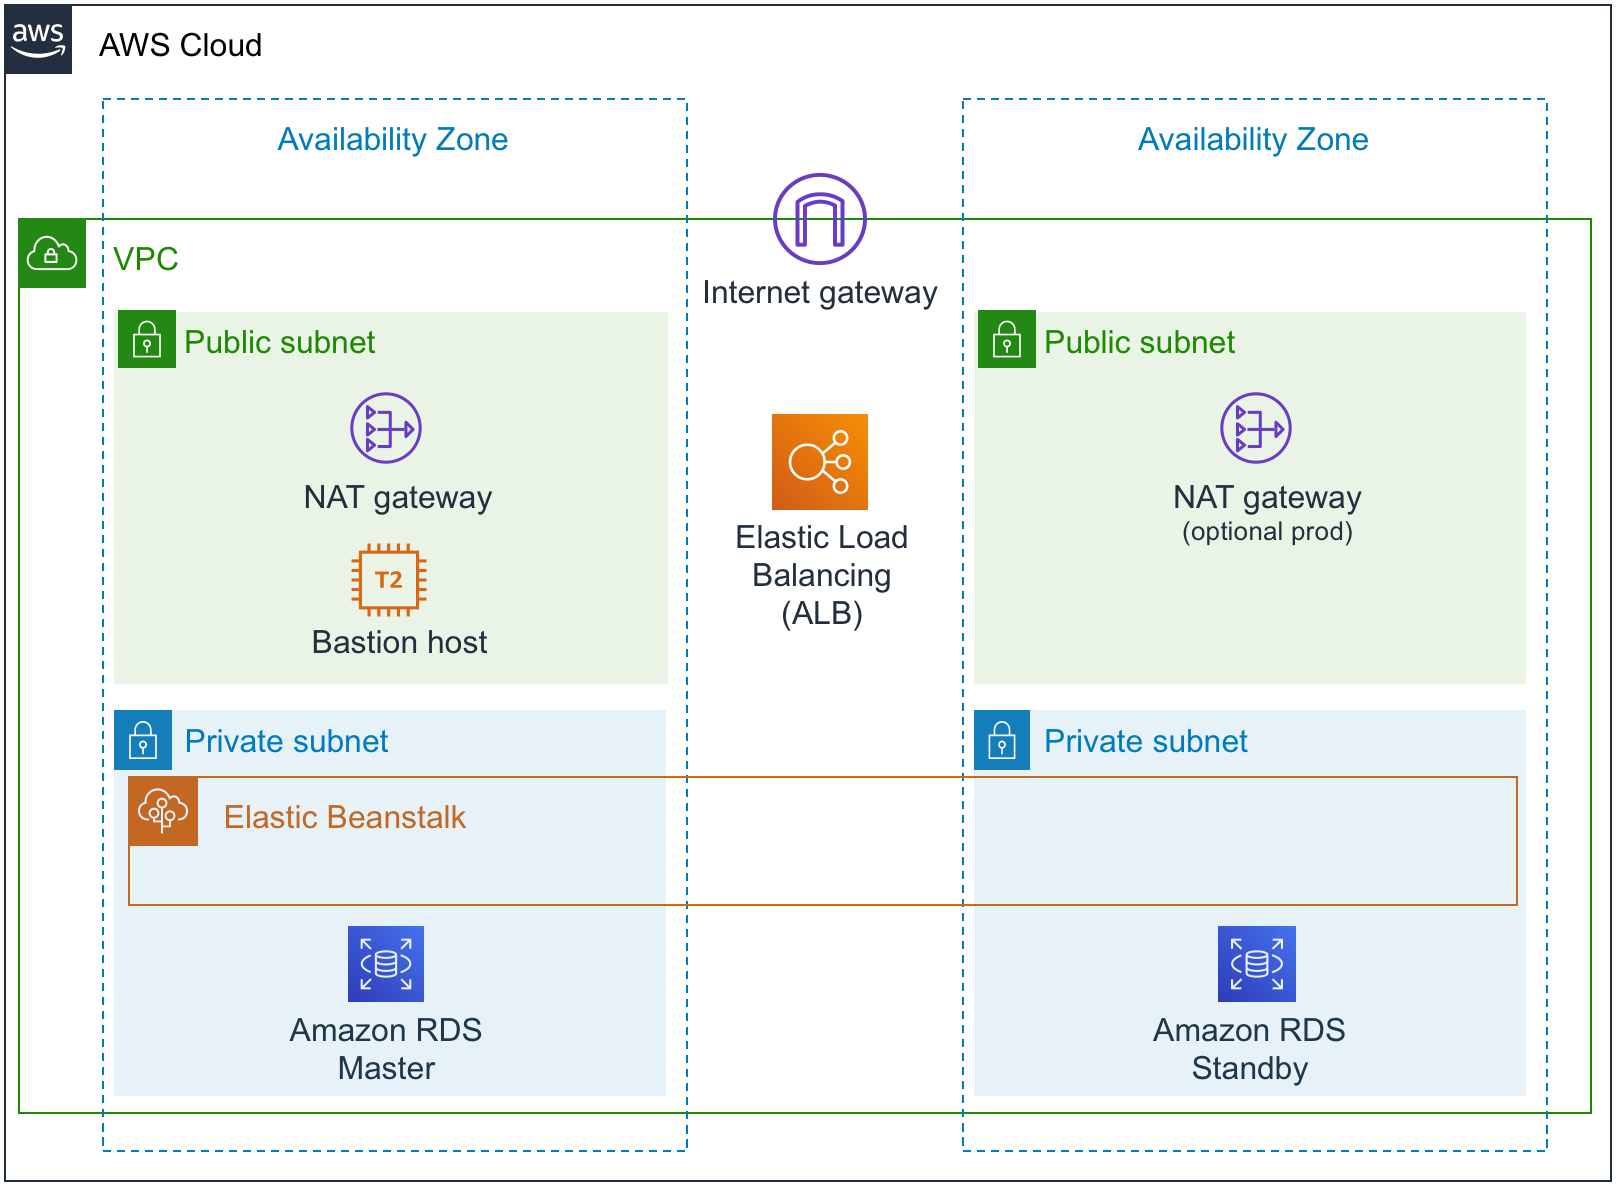 aws
AWS Cloud
Availability Zone
Availability Zone
VPC
Internet gateway
Public subnet
NAT gateway
T2
Bastion host
Elastic Load
Balancing
(ALB)
Public subnet
NAT gateway
(optional prod)
Private subnet
Private subnet
Elastic Beanstalk
Amazon RDS
Master
Amazon RDS
Standby